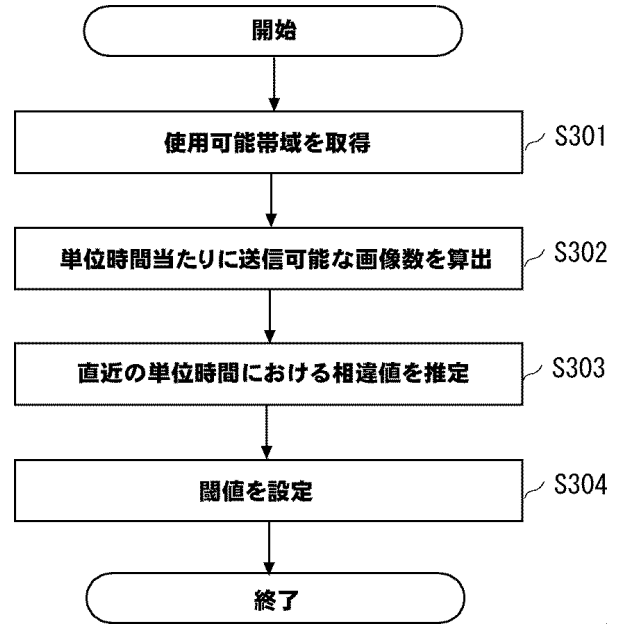 開始
使用可能帯域を取得
S301
単位時間当たりに送信可能な画像数を算出
S302
直近の単位時間における相違値を推定
S303
閾値を設定
S304
終了